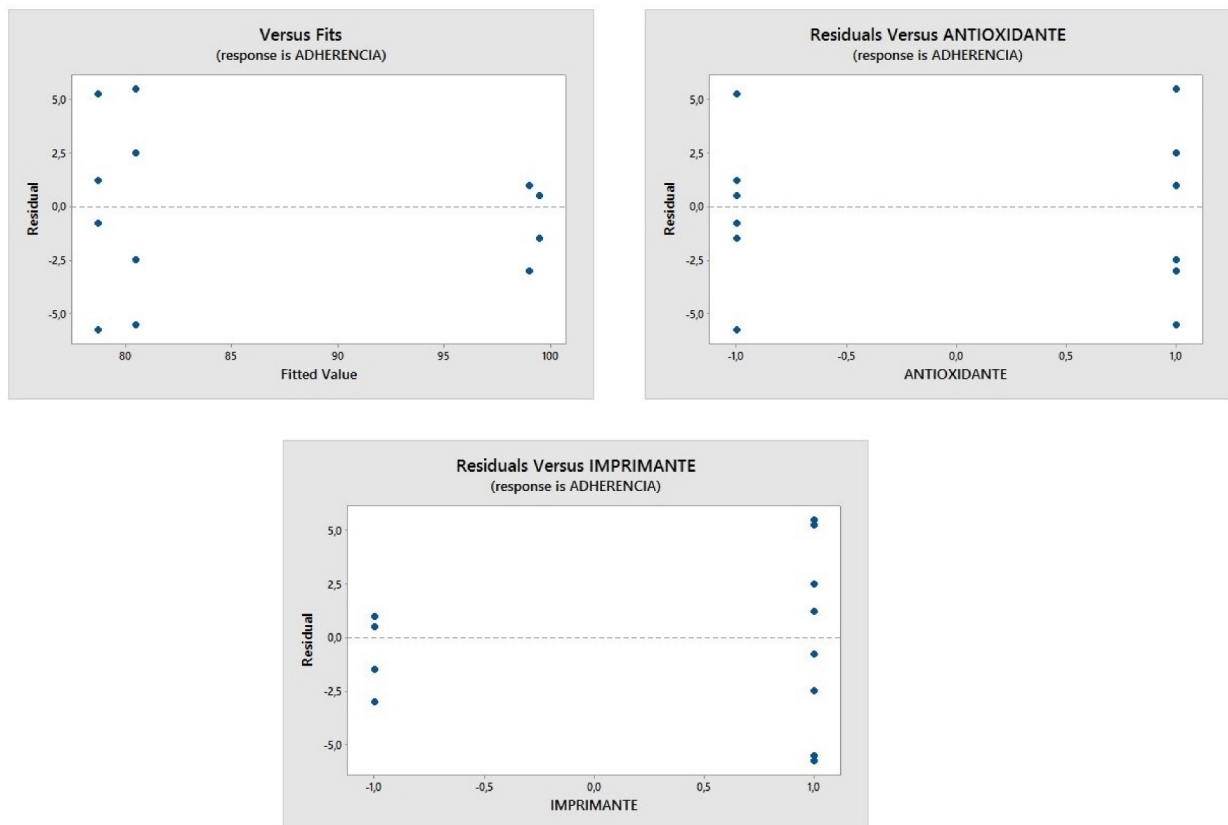 Versus Fits
(response is ADHERENCIA)
5,0
2,5
0,0
-2,5
-5,0
Residual
80
85
90
95
100
Fitted Value
Residuals Versus ANTIOXIDANTE
(response is ADHERENCIA)
5,0
2,5
0,0
-2,5
-5,0
Residual
-1,0
-0,5
0,0
0,5
1,0
ANTIOXIDANTE
Residuals Versus IMPRIMANTE
(response is ADHERENCIA)
5,0
2,5
0,0
-2,5
-5,0
Residual
-1,0
-0,5
0,0
0,5
1,0
IMPRIMANTE